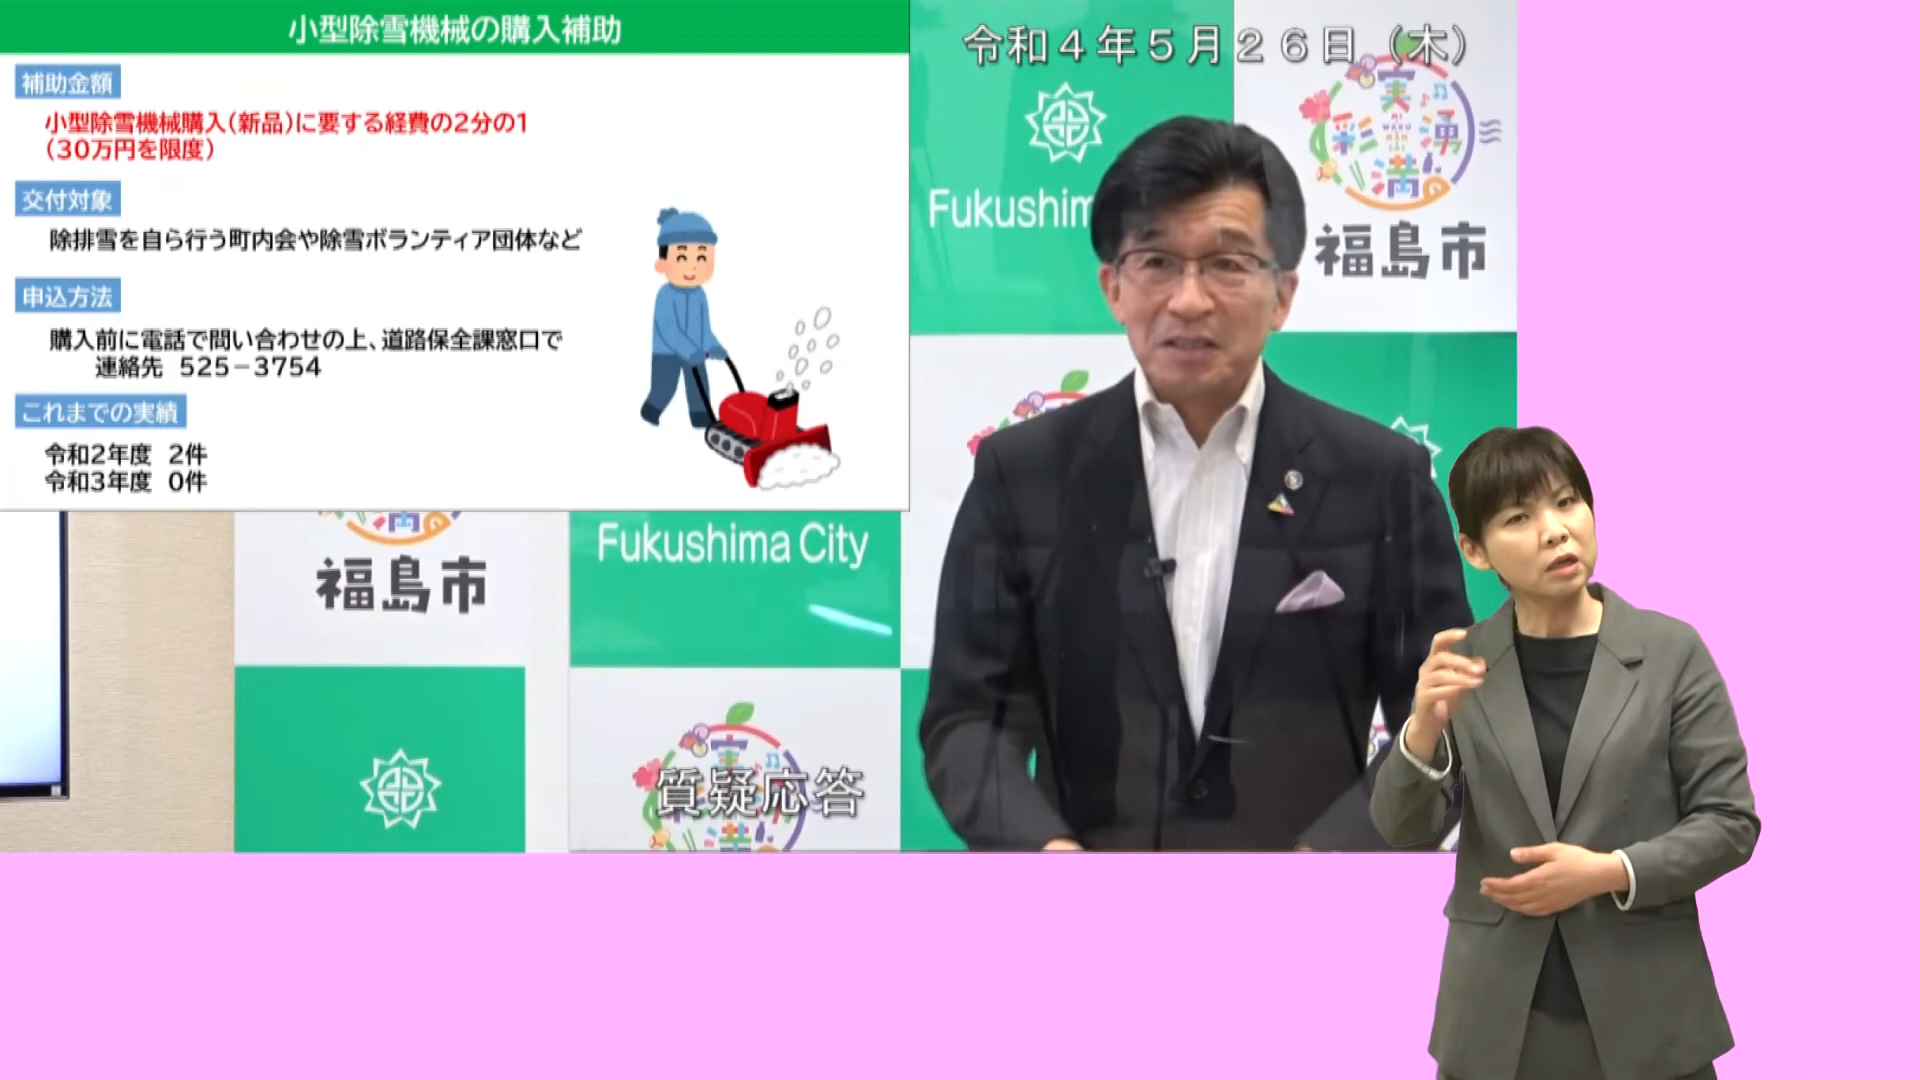 小型除雪機械の購入補助
補助金額
小型除雪機械購入（新品）に要する経費の2分の1
（30万円を限度）
交付対象
除排雪を自ら行う町内会や除雪ボランティア団体など
申込方法
購入前に電話で問い合わせの上、道路保全課窓口で
連絡先 525－3754
これまでの実績
令和2年度 2件
令和3年度 0件
令和４年５月２６日（木）
Fukushim
実
湧
彩
満
福島市
福島市
Fukushima City
実
質疑応答
満